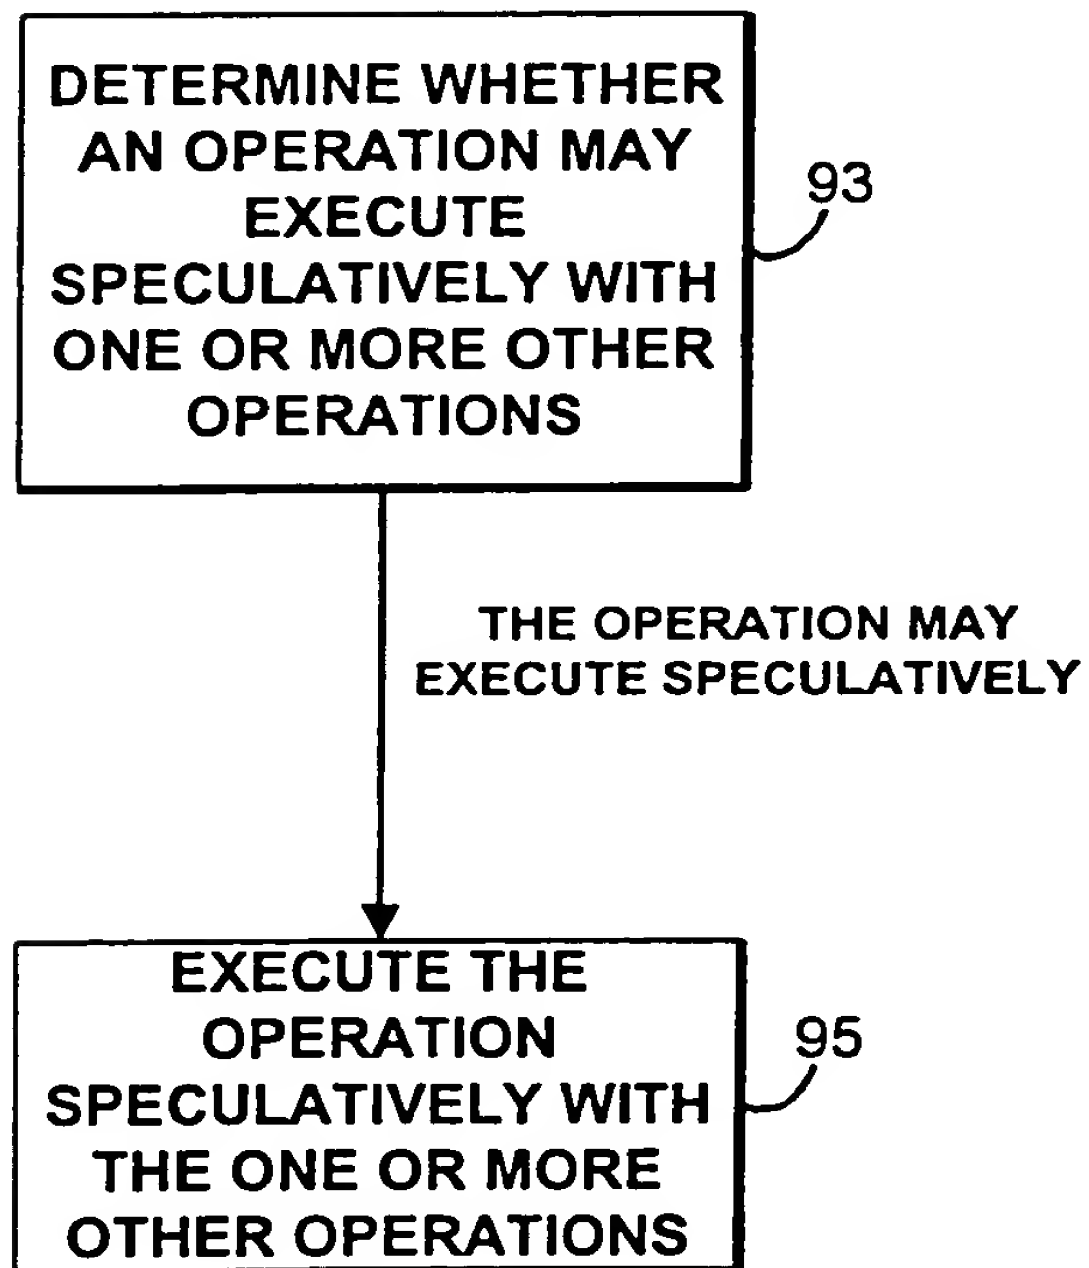 DETERMINE WHETHER
AN OPERATION MAY
EXECUTE
SPECULATIVELY WITH
ONE OR MORE OTHER
OPERATIONS
93
THE OPERATION MAY
EXECUTE SPECULATIVELY
EXECUTE THE
OPERATION
SPECULATIVELY WITH
THE ONE OR MORE
OTHER OPERATIONS
95